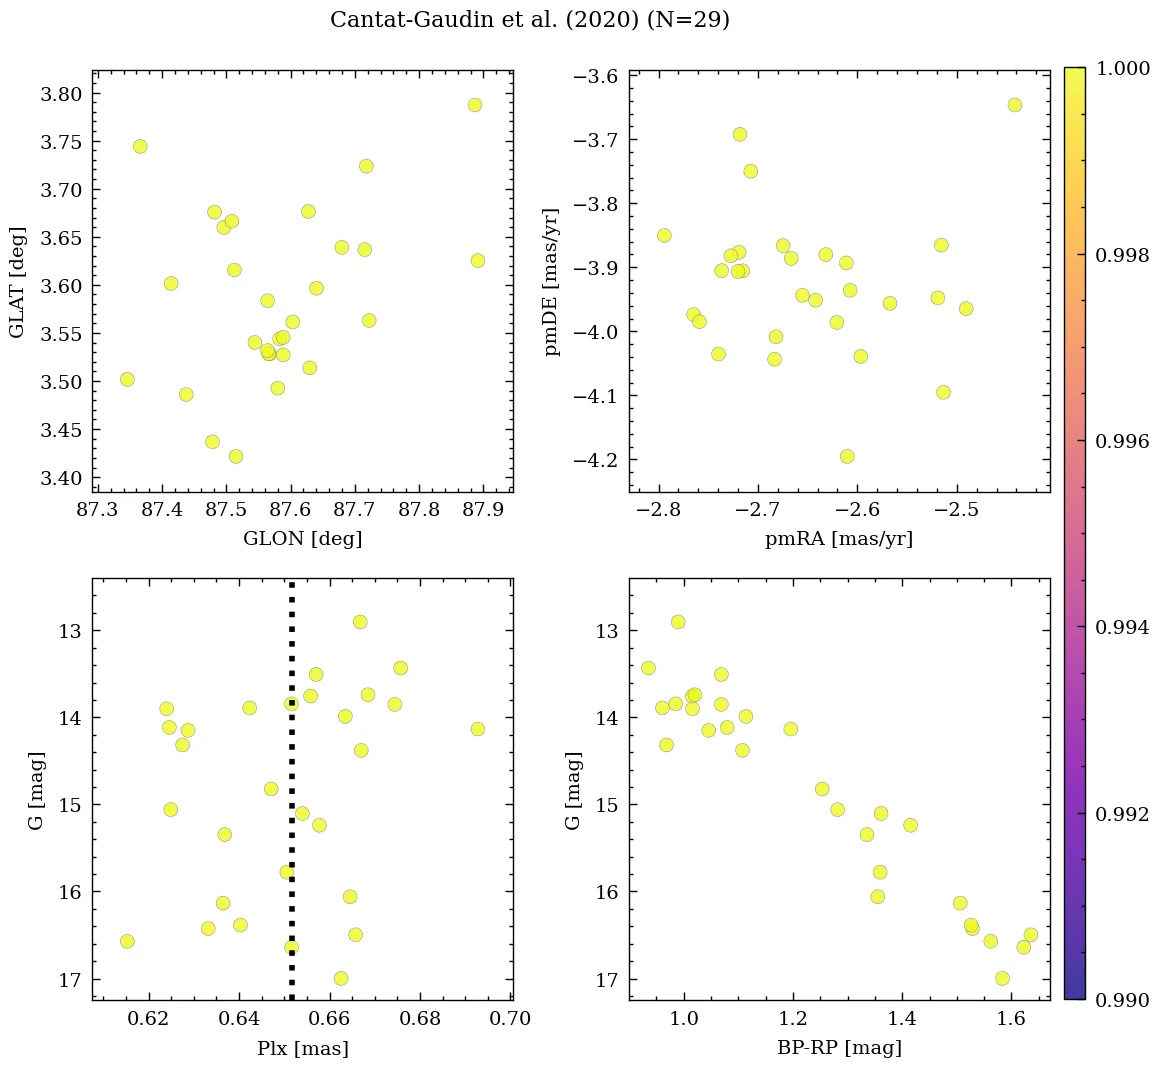 Cantat-Gaudin et al. (2020) (N=29)
3.80
3.75
3.70
3.65
3.60
3.55
3.50
3.45
3.40
GLAT [deg]
87.3 87.4 87.5 87.6 87.7 87.8 87.9
GLON [deg]
−3.6
−3.7
−3.8
−3.9
−4.0
−4.1
−4.2
pmDE [mas/yr]
−2.8 −2.7 −2.6 −2.5
pmRA [mas/yr]
13
14
15
16
17
G [mag]
0.62 0.64 0.66 0.68 0.70
Plx [mas]
13
14
15
16
17
G [mag]
1.0 1.2 1.4 1.6
BP-RP [mag]
1.000
0.998
0.996
0.994
0.992
0.990